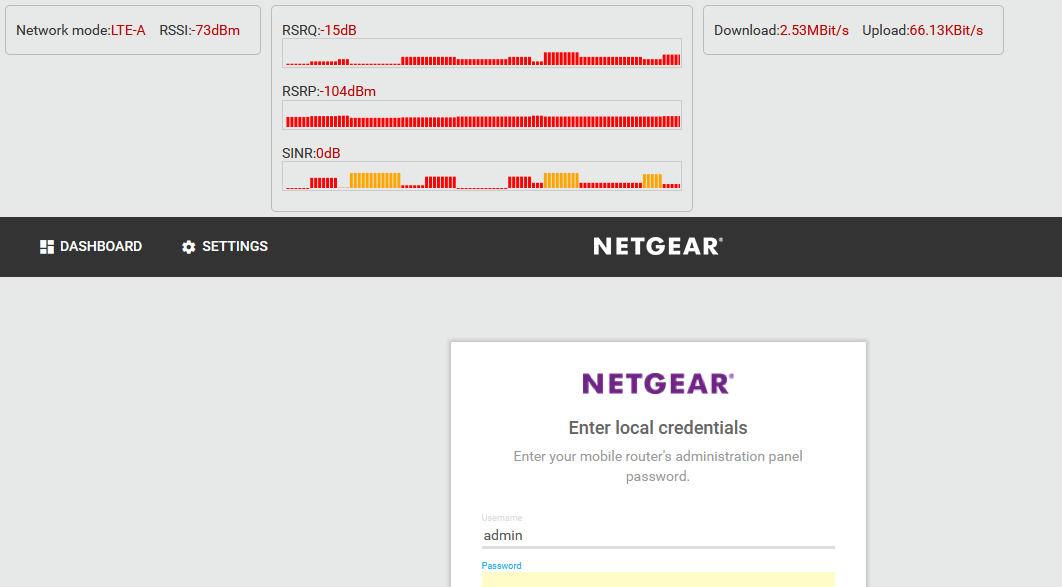 Network mode:LTE-A RSSI:-73dBm
RSRQ:-15dB
RSRP:-104dBm
SINR:0dB
Download:2.53MBit/s Upload:66.13KBit/s
DASHBOARD SETTINGS NETGEAR®
NETGEAR®
Enter local credentials
Enter your mobile router's administration panel
password.
Username
admin
Password